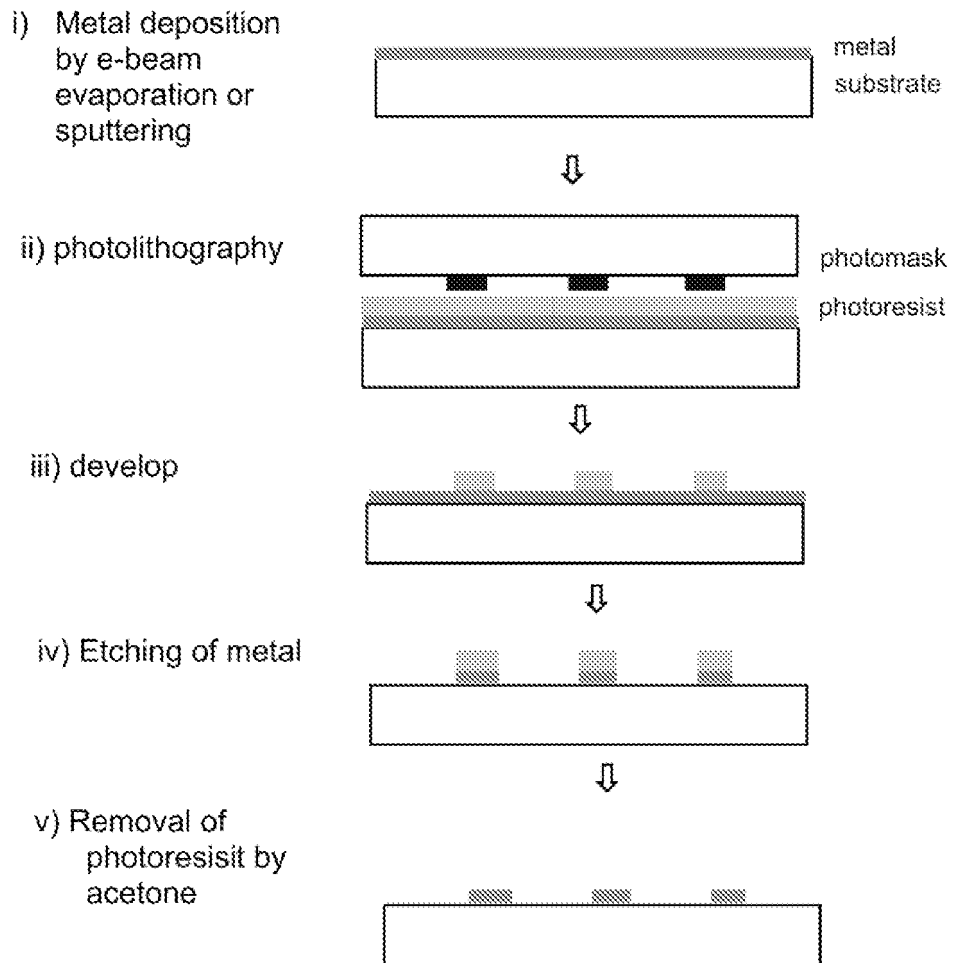 i) Metal deposition
by e-beam
evaporation or
sputtering
metal
substrate
ii) photolithography
photomask
photoresist
iii) develop
iv) Etching of metal
v) Removal of
photoresisit by
acetone